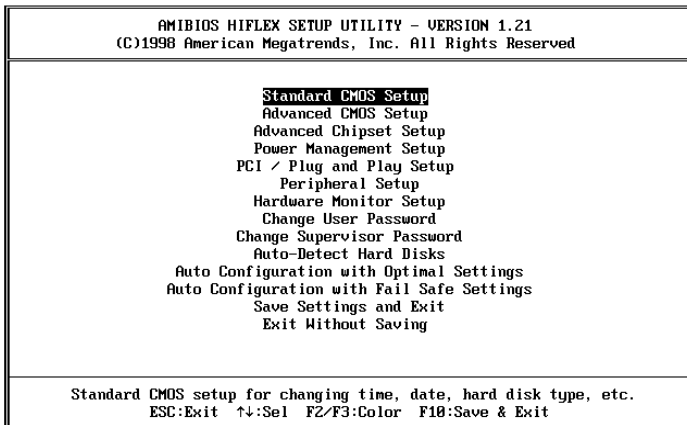 AMIBIOS HIFLEX SETUP UTILITY - VERSION 1.21
(C)1998 American Megatrends, Inc. All Rights Reserved
Standard CMOS Setup
Advanced CMOS Setup
Advanced Chipset Setup
Power Management Setup
PCI / Plug and Play Setup
Peripheral Setup
Hardware Monitor Setup
Change User Password
Change Supervisor Password
Auto-Detect Hard Disks
Auto Configuration with Optimal Settings
Auto Configuration with Fail Safe Settings
Save Settings and Exit
Exit Without Saving
Standard CMOS setup for changing time, date, hard disk type, etc.
ESC:Exit ↑↓:Sel F2/F3:Color F10:Save & Exit